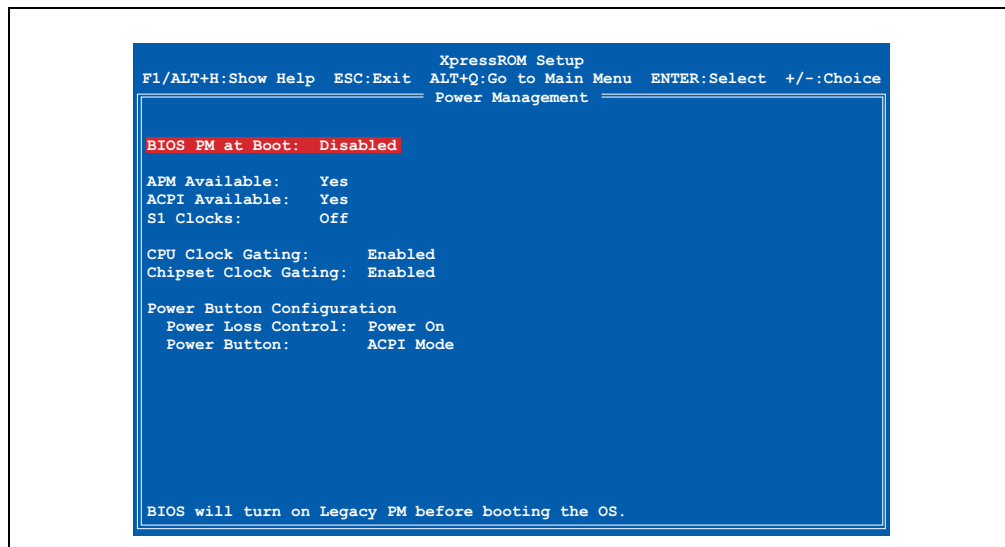 XpressROM Setup
F1/ALT+H:Show Help ESC:Exit ALT+Q:Go to Main Menu ENTER:Select +/-:Choice
Power Management
BIOS PM at Boot: Disabled
APM Available: Yes
ACPI Available: Yes
S1 Clocks: Off
CPU Clock Gating: Enabled
Chipset Clock Gating: Enabled
Power Button Configuration
Power Loss Control: Power On
Power Button: ACPI Mode
BIOS will turn on Legacy PM before booting the OS.